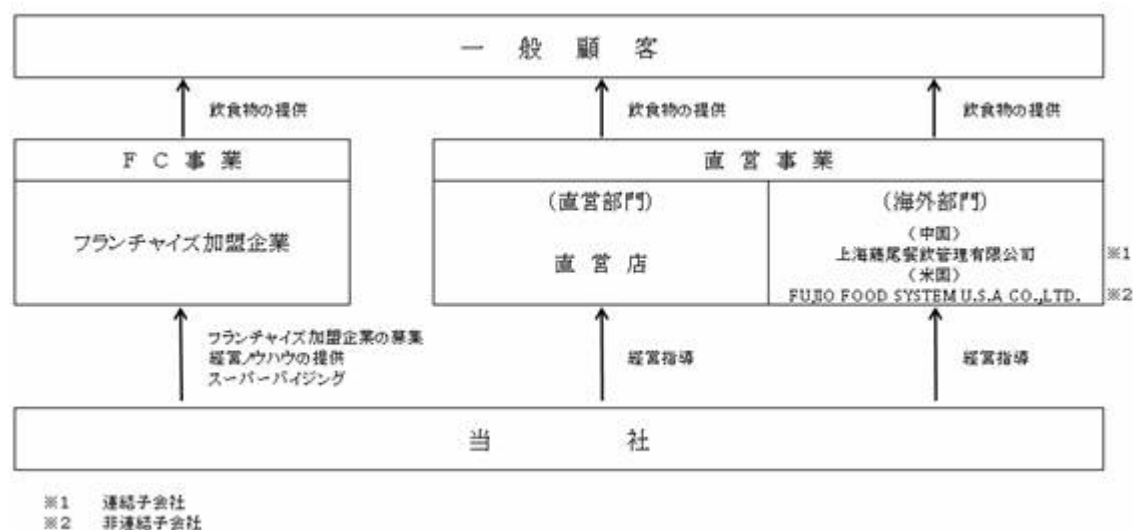 一般顧客
飲食物の提供
飲食物の提供
飲食物の提供
FC事業
直営事業
フランチャイズ加盟企業
(直営部門)
直営店
(海外部門)
(中国)
上海藤尾餐飲管理有限公司 ※1
(米国)
FUJIO FOOD SYSTEM U.S.A CO.,LTD. ※2
フランチャイズ加盟企業の募集
経営ノウハウの提供
スーパーバイジング
経営指導
経営指導
当社
※1 連結子会社
※2 非連結子会社